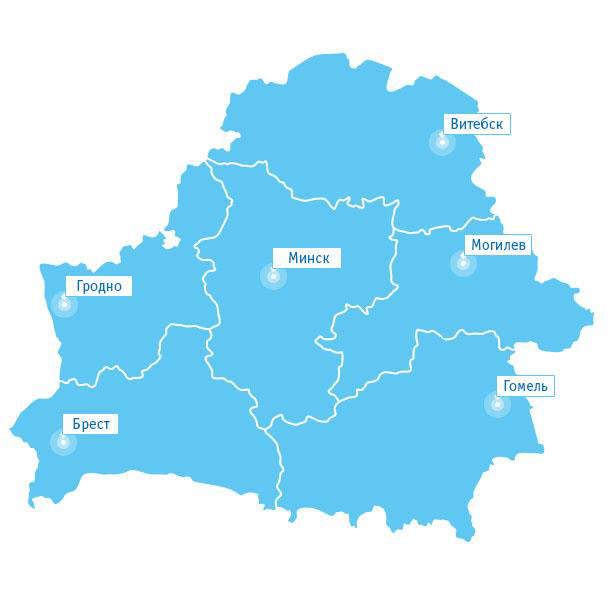 Витебск
Могилев
Минск
Гродно
Гомель
Брест